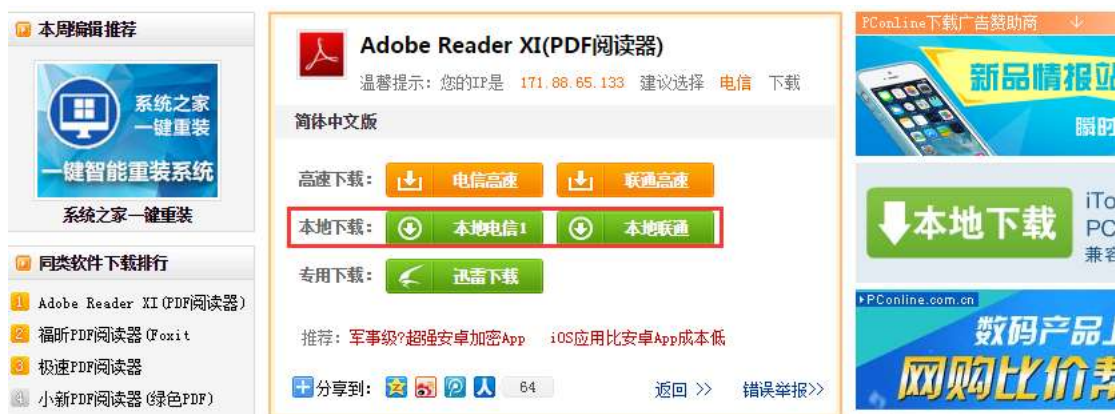 本周编辑推荐
系统之家
一键重装
一键智能重装系统
系统之家一键重装
同类软件下载排行
1 Adobe Reader XI(PDF阅读器)
2 福昕PDF阅读器(Foxit
3 极速PDF阅读器
4 小新PDF阅读器(绿色PDF)
Adobe Reader XI(PDF阅读器)
温馨提示：您的IP是 171.88.65.133 建议选择 电信 下载
简体中文版
高速下载： 电信高速 联通高速
本地下载： 本地电信1 本地联通
专用下载： 迅雷下载
推荐：军事级?超强安卓加密App iOS应用比安卓App成本低
分享到： 64 返回 >> 错误举报>>
PConline下载广告赞助商 ↓
新品情报站
瞬时
本地下载
iTo
PC
兼容
PConline.com.cn
数码产品
网购比价